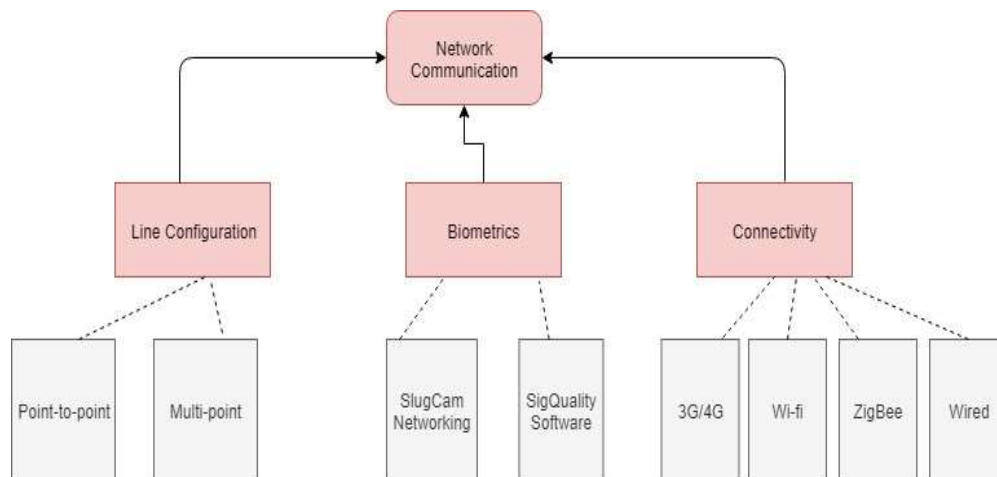 Network
Communication
Line Configuration
Biometrics
Connectivity
Point-to-point
Multi-point
SlugCam
Networking
SigQuality
Software
3G/4G
Wi-fi
ZigBee
Wired